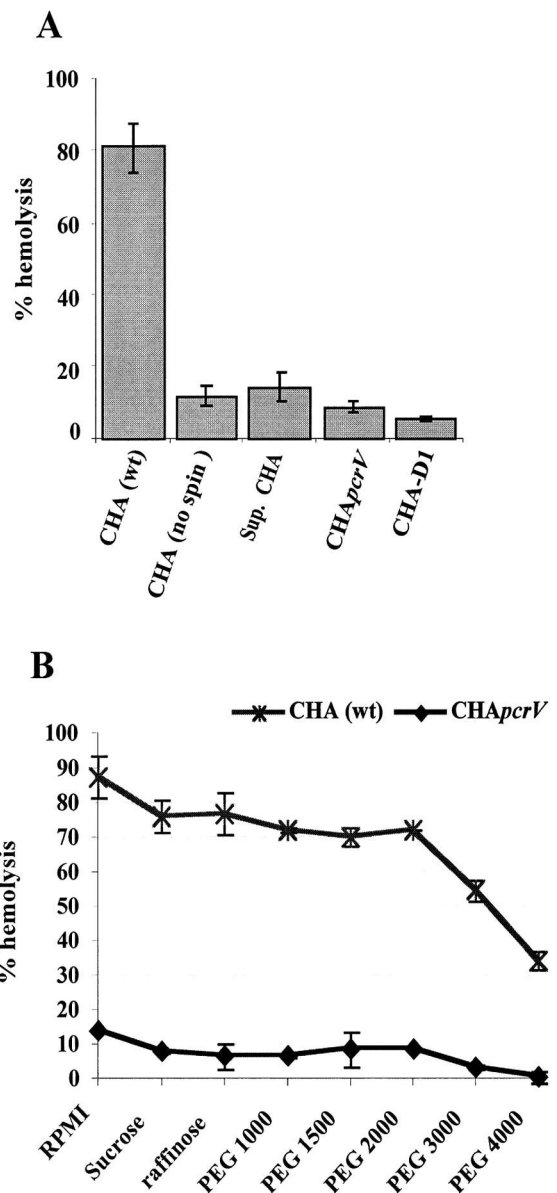 A
100
80
60
40
20
0
% hemolysis
CHA (wt)
CHA (no spin )
Sup. CHA
CHApcrV
CHA-D1
B
CHA (wt) CHApcrV
100
90
80
70
60
50
40
30
20
10
0
% hemolysis
RPMI
Sucrose
raffinose
PEG 1000
PEG 1500
PEG 2000
PEG 3000
PEG 4000